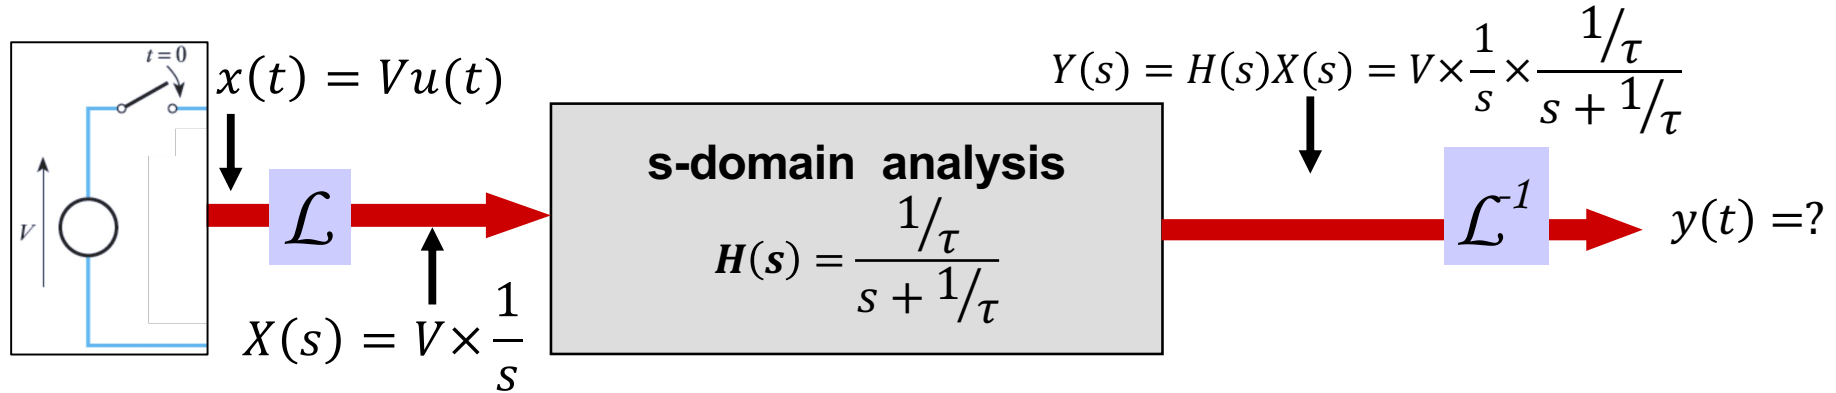 t = 0
x(t) = Vu(t)
Y(s) = H(s)X(s) = V × 1/s × (1/τ)/(s + 1/τ)
s-domain analysis
V
ℒ
H(s) = (1/τ)/(s + 1/τ)
ℒ⁻¹
y(t) =?
X(s) = V × 1/s